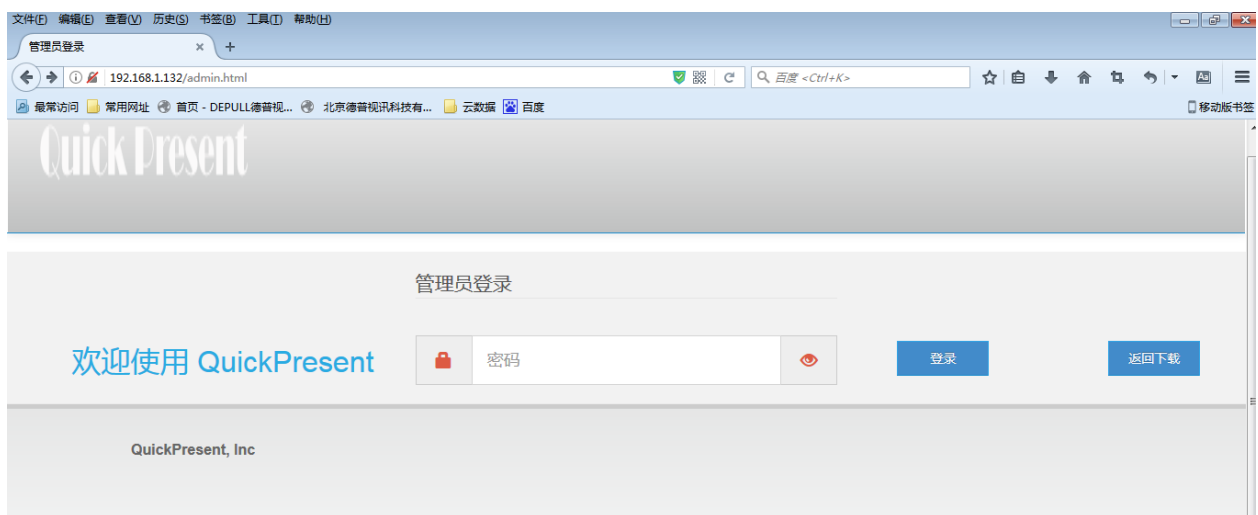 文件(F) 编辑(E) 查看(V) 历史(S) 书签(B) 工具(T) 帮助(H)
管理员登录 × +
192.168.1.132/admin.html 百度 <Ctrl+K>
最常访问 常用网址 首页 - DEPULL德普视... 北京德普视讯科技有... 云数据 百度 移动版书签
Quick Present
管理员登录
欢迎使用 QuickPresent 密码 登录 返回下载
QuickPresent, Inc